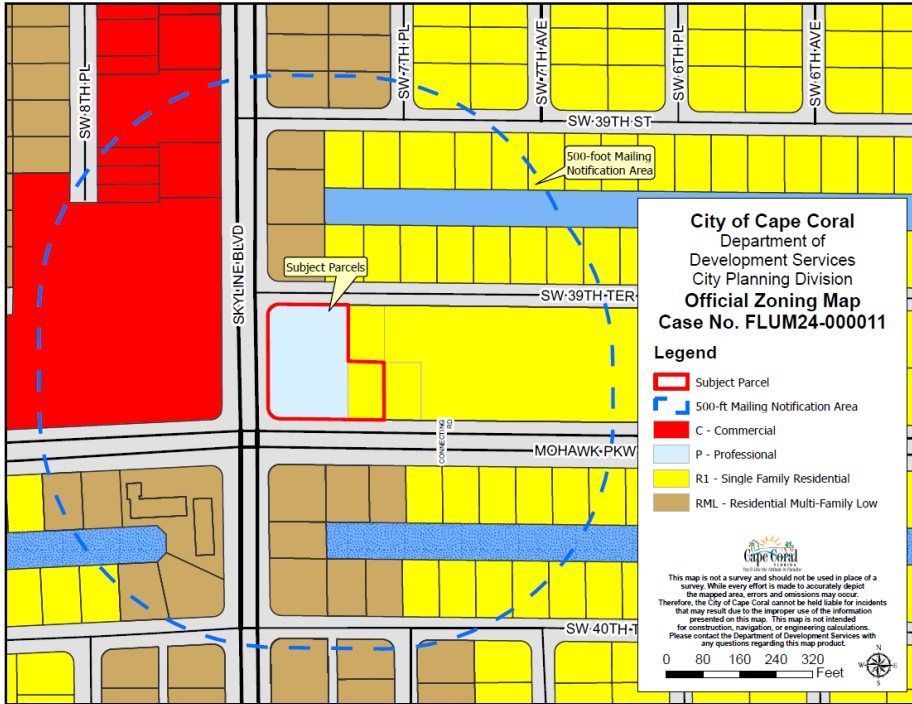 SW 8TH PL
SW 7TH PL
SW 7TH AVE
SW 6TH PL
SW 6TH AVE
SW 39TH ST
500-foot Mailing
Notification Area
SKYLINE BLVD
Subject Parcels
SW 39TH TER
CONNECTING
RD
MOHAWK PKW
SW 40TH T
City of Cape Coral
Department of
Development Services
City Planning Division
Official Zoning Map
Case No. FLUM24-000011
Legend
Subject Parcel
500-ft Mailing Notification Area
C - Commercial
P - Professional
R1 - Single Family Residential
RML - Residential Multi-Family Low
Cape Coral
FLORIDA
This map is not a survey and should not be used in place of a
survey. While every effort is made to accurately depict
the mapped area, errors and omissions may occur.
Therefore, the City of Cape Coral cannot be held liable for incidents
that may result due to the improper use of the information
presented on this map. This map is not intended
for construction, navigation, or engineering calculations.
Please contact the Department of Development Services with
any questions regarding this map product.
0 80 160 240 320
Feet
N
W E
S